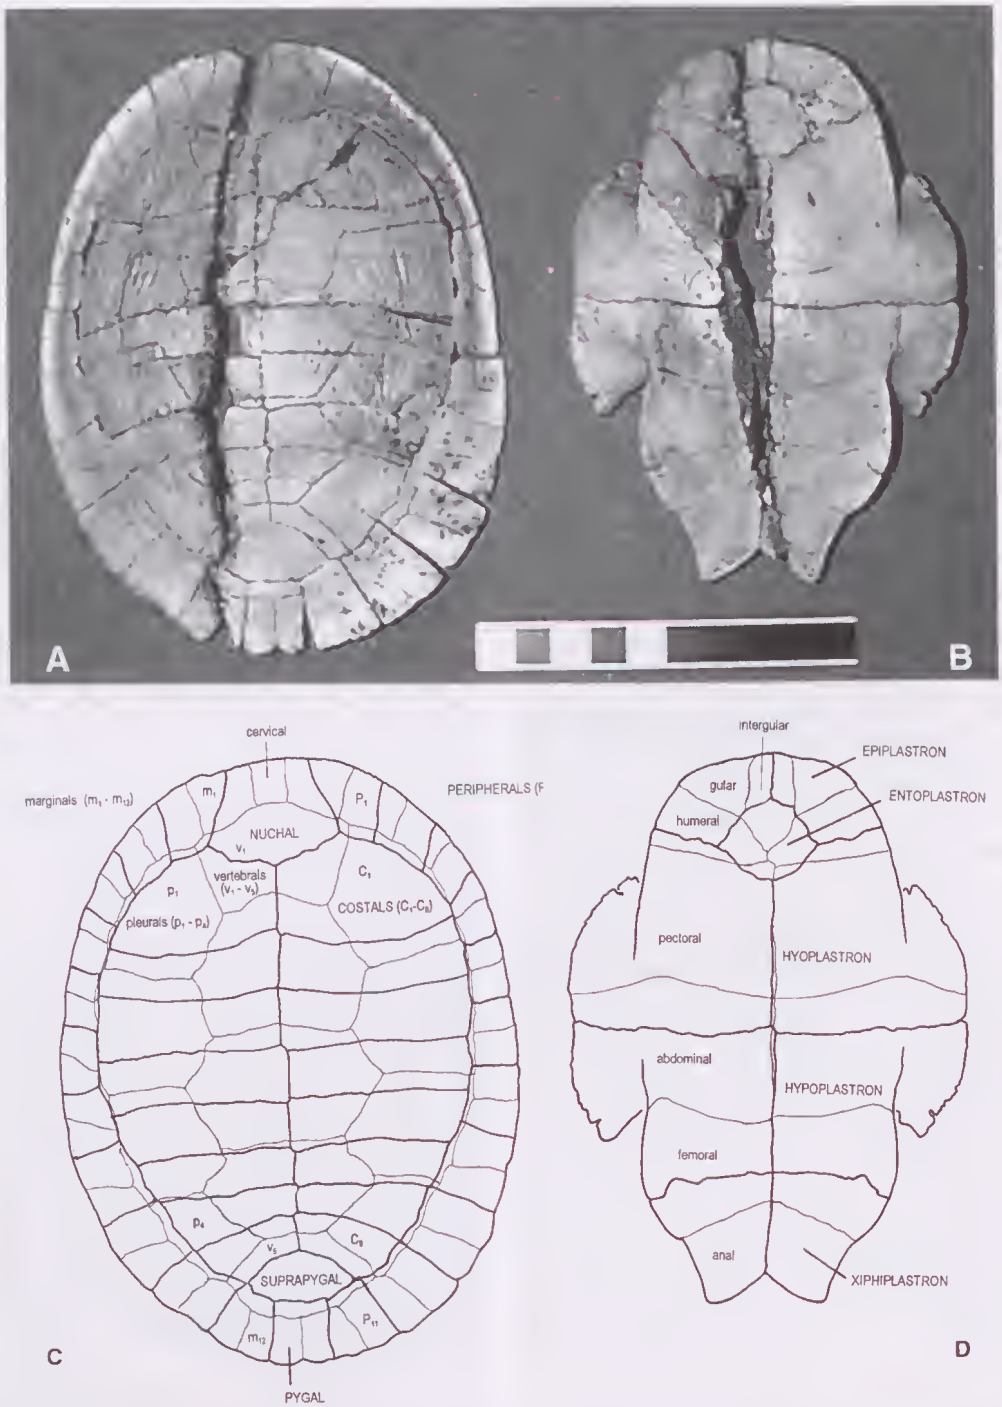 A
B
cervical
marginals (m₁ - m₁₂)
m₁
P₁
PERIPHERALS (F
NUCHAL
v₁
vertebrals
(v₁ - v₅)
p₁
C₁
pleurals (p₁ - p₄)
COSTALS (C₁-C₈)
p₄
v₅
C₈
SUPRAPYGAL
m₁₂
P₁₁
PYGAL
C
intergular
EPIPLASTRON
gular
ENTOPLASTRON
humeral
pectoral
HYOPLASTRON
abdominal
HYPOPLASTRON
femoral
anal
XIPHIPLASTRON
D